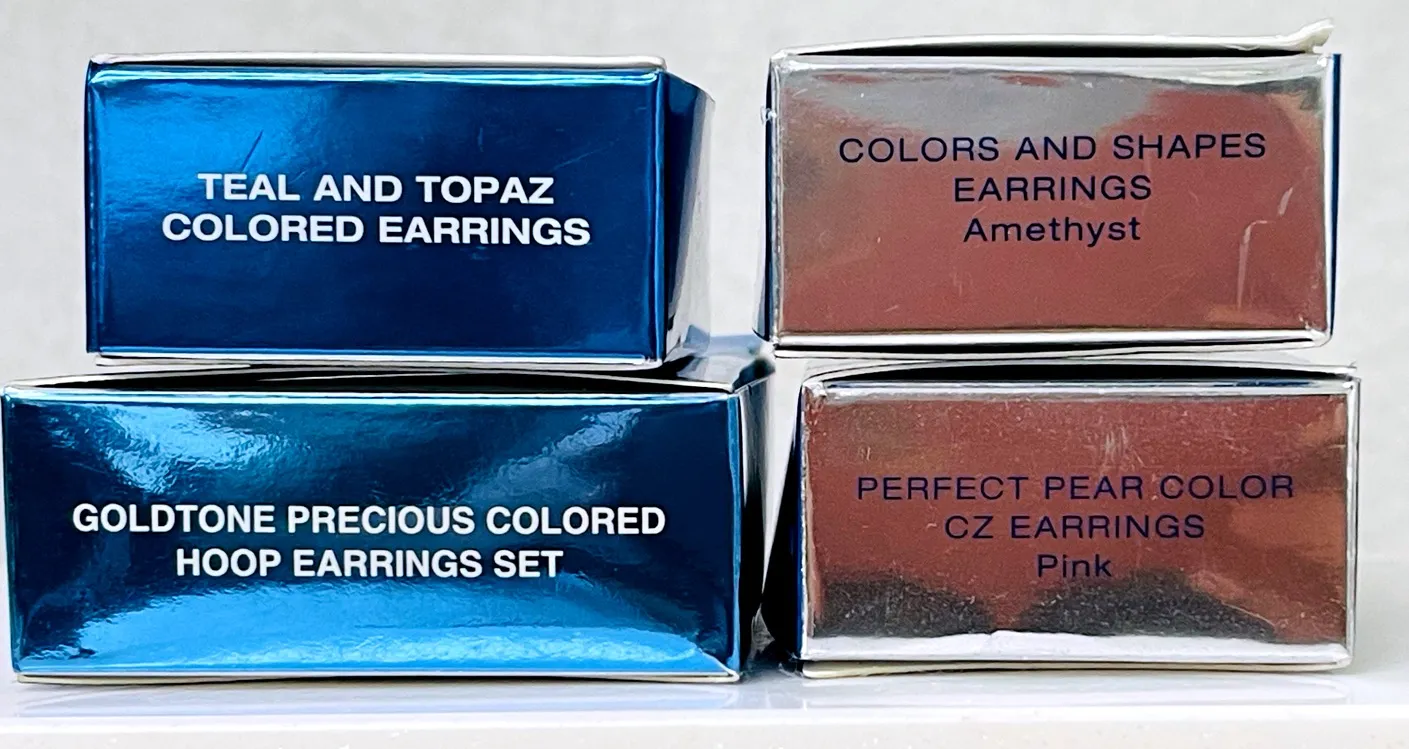 TEAL AND TOPAZ
COLORED EARRINGS
COLORS AND SHAPES
EARRINGS
Amethyst
GOLDTONE PRECIOUS COLORED
HOOP EARRINGS SET
PERFECT PEAR COLOR
CZ EARRINGS
Pink